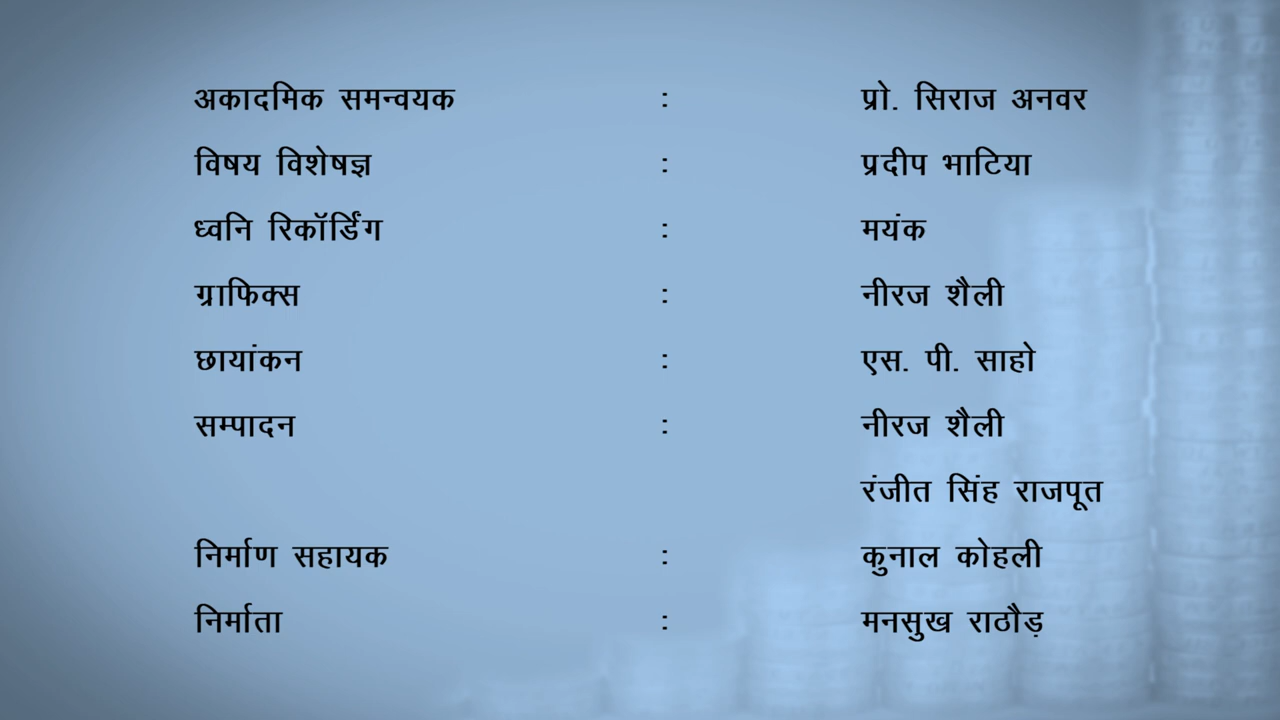 अकादमिक समन्वयक : प्रो. सिराज अनवर
विषय विशेषज्ञ : प्रदीप भाटिया
ध्वनि रिकॉर्डिंग : मयंक
ग्राफिक्स : नीरज शैली
छायांकन : एस. पी. साहो
सम्पादन : नीरज शैली
रंजीत सिंह राजपूत
निर्माण सहायक : कुनाल कोहली
निर्माता : मनसुख राठौड़